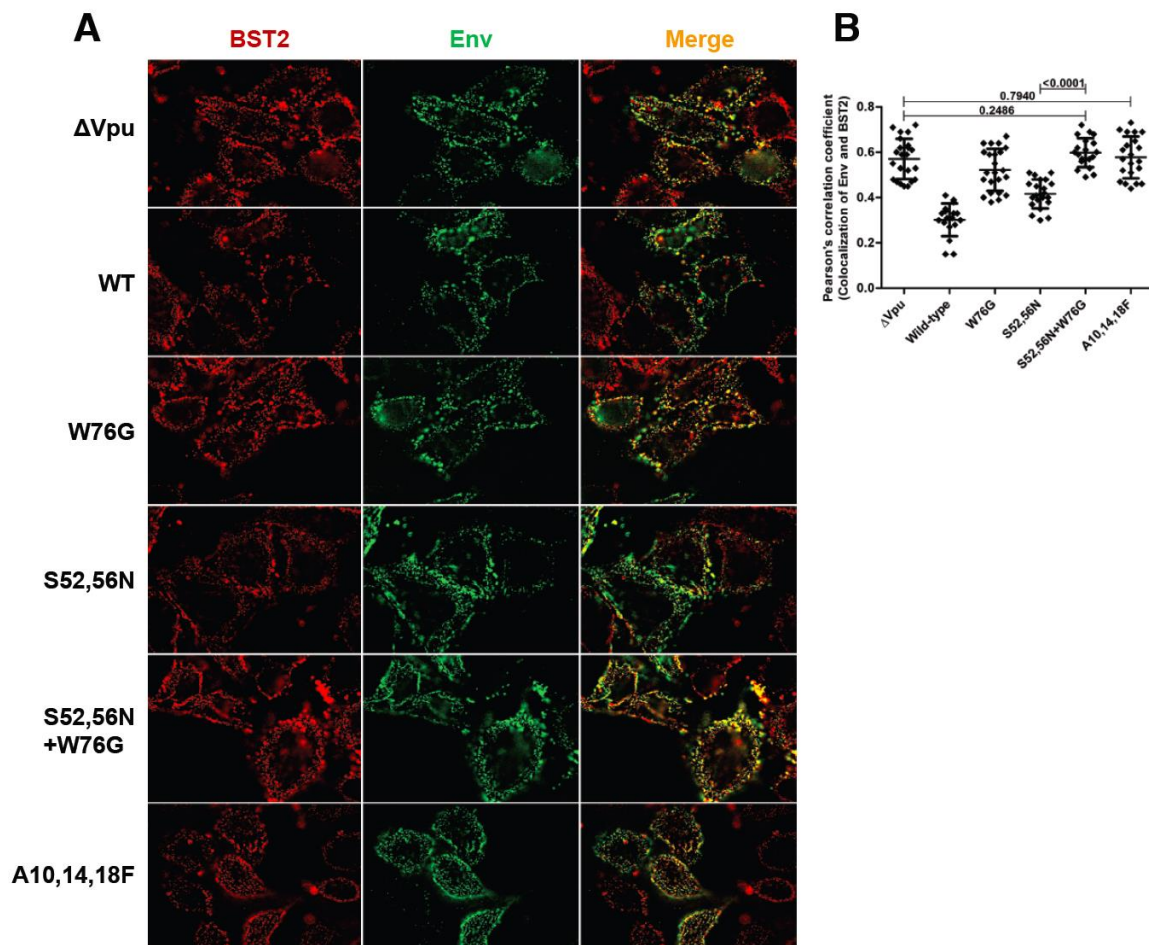 A
BST2
Env
Merge
ΔVpu
WT
W76G
S52,56N
S52,56N
+W76G
A10,14,18F
B
<0.0001
0.7940
0.2486
Pearson's correlation coefficient
(Colocalization of Env and BST2)
0.8
0.6
0.4
0.2
0.0
ΔVpu
Wild-type
W76G
S52,56N
S52,56N+W76G
A10,14,18F